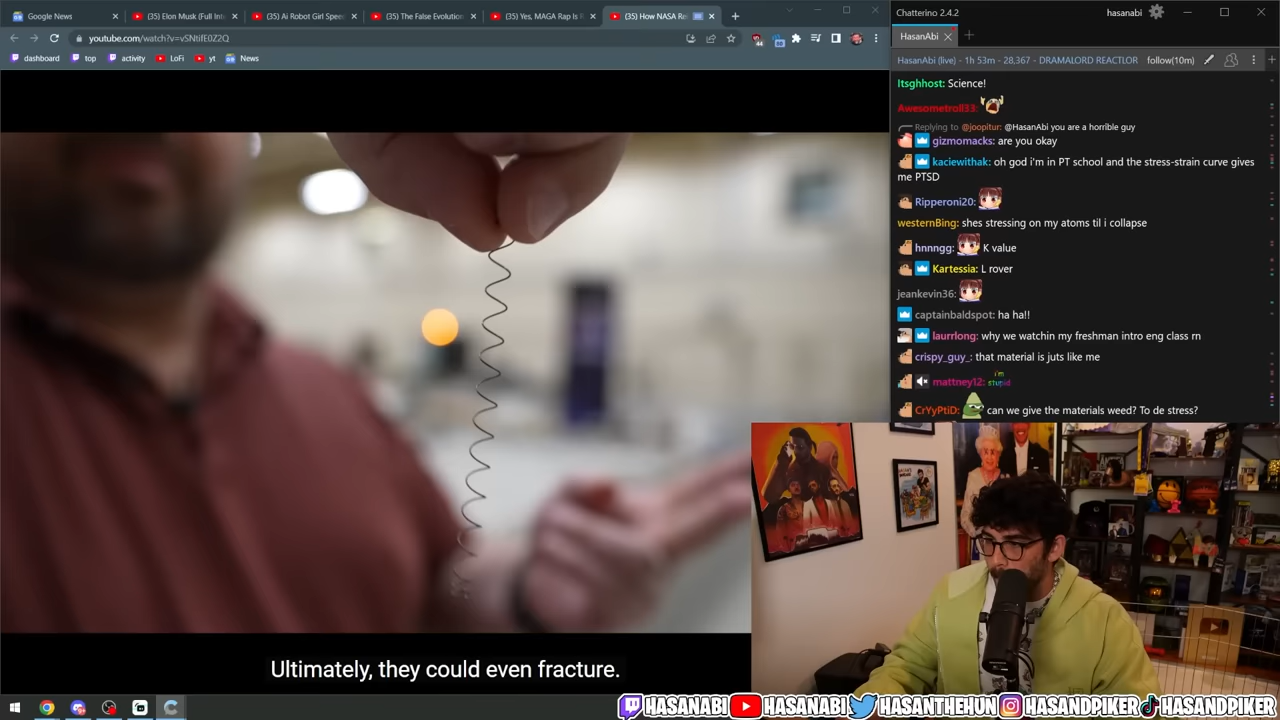 Google News
(35) Elon Musk (Full Int
(35) Ai Robot Girl Spee
(35) The False Evolution
(35) Yes, MAGA Rap Is R
(35) How NASA Re
youtube.com/watch?v=vSNtifE0Z2Q
dashboard
top
activity
LoFi
yt
News
Chatterino 2.4.2
hasanabi
HasanAbi
HasanAbi (live) - 1h 53m - 28,367 - DRAMALORD REACTLOR
follow(10m)
Itsghhost: Science!
Awesometroll33:
Replying to @joopitur: @HasanAbi you are a horrible guy
gizmomacks: are you okay
kaciewithak: oh god i'm in PT school and the stress-strain curve gives
me PTSD
Ripperoni20:
westernBing: shes stressing on my atoms til i collapse
hnnngg: K value
Kartessia: L rover
jeankevin36:
captainbaldspot: ha ha!!
laurrlong: why we watchin my freshman intro eng class rn
crispy_guy_: that material is juts like me
mattney12: i'm stupid
CrYyPtiD: can we give the materials weed? To de stress?
Ultimately, they could even fracture.
HASANABI
HASANABI
HASANTHEHUN
HASANDPIKER
HASANDPIKER